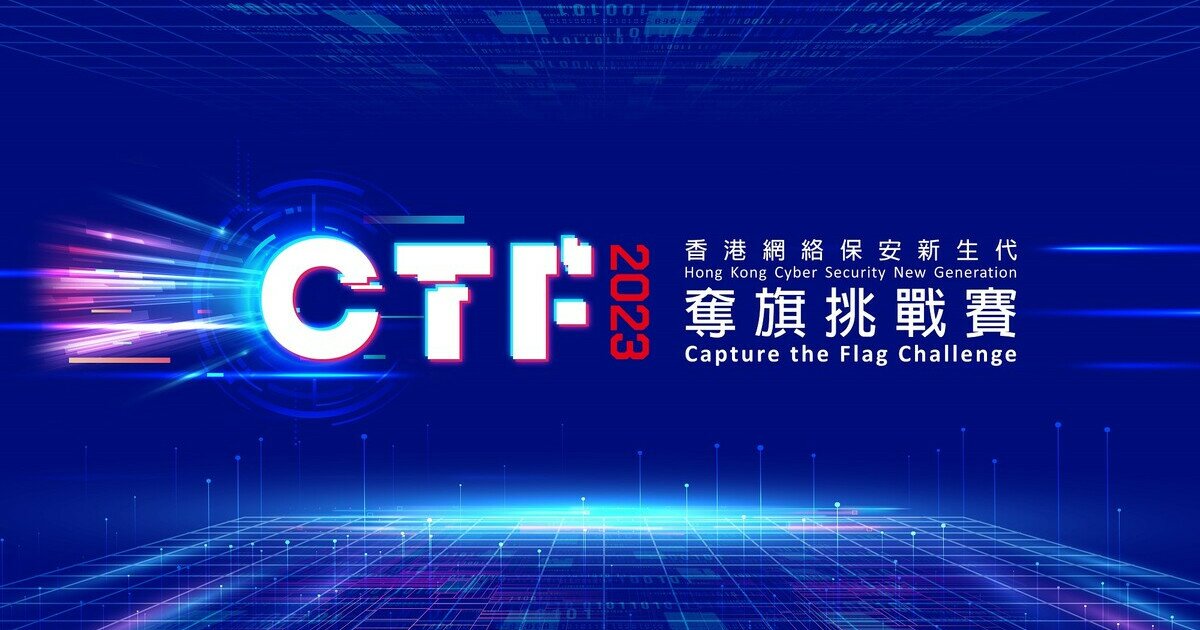 CTF
2023
香港網絡保安新生代
Hong Kong Cyber Security New Generation
奪旗挑戰賽
Capture the Flag Challenge